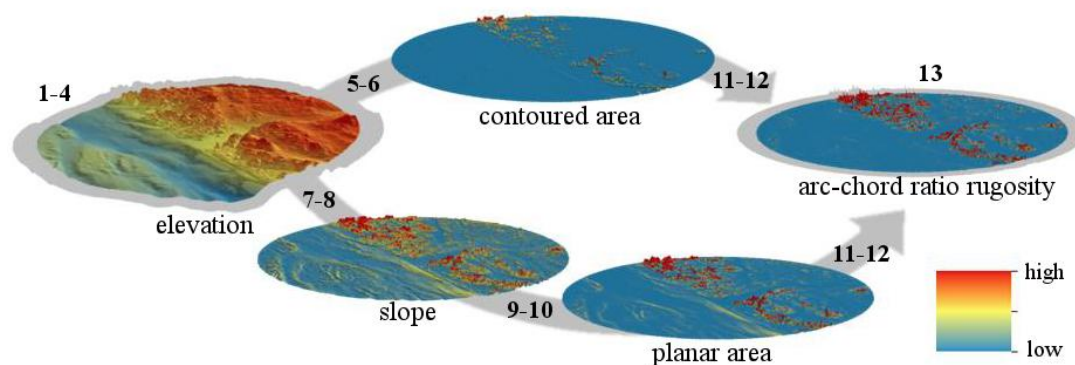 1-4
elevation
5-6
contoured area
11-12
13
arc-chord ratio rugosity
7-8
slope
9-10
planar area
11-12
high
low